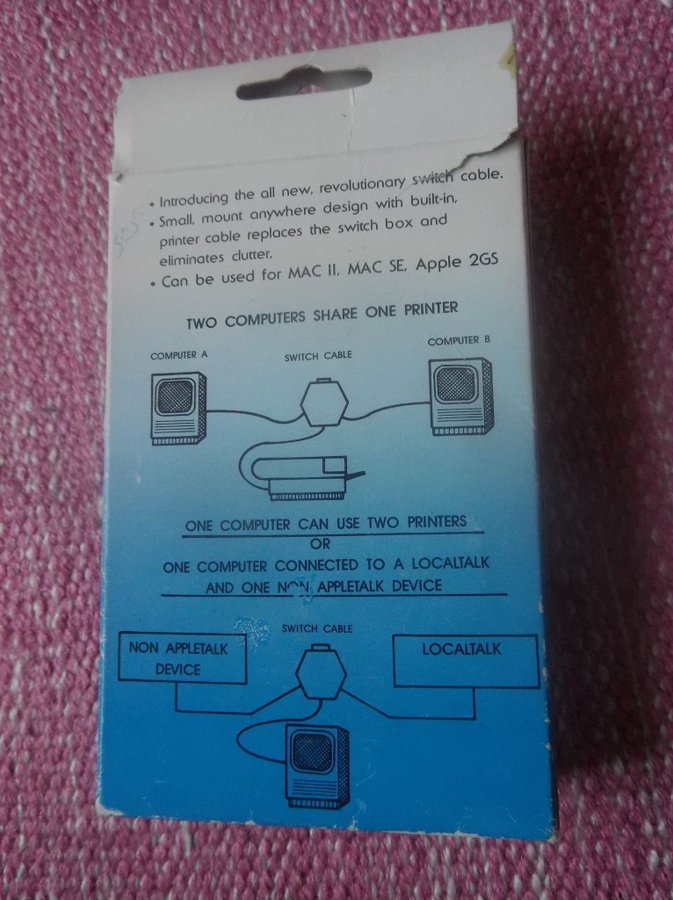 • Introducing the all new, revolutionary switch cable.
• Small, mount anywhere design with built-in,
printer cable replaces the switch box and
eliminates clutter.
• Can be used for MAC II, MAC SE, Apple 2GS
TWO COMPUTERS SHARE ONE PRINTER
COMPUTER A
SWITCH CABLE
COMPUTER B
ONE COMPUTER CAN USE TWO PRINTERS
OR
ONE COMPUTER CONNECTED TO A LOCALTALK
AND ONE NON APPLETALK DEVICE
SWITCH CABLE
NON APPLETALK
DEVICE
LOCALTALK